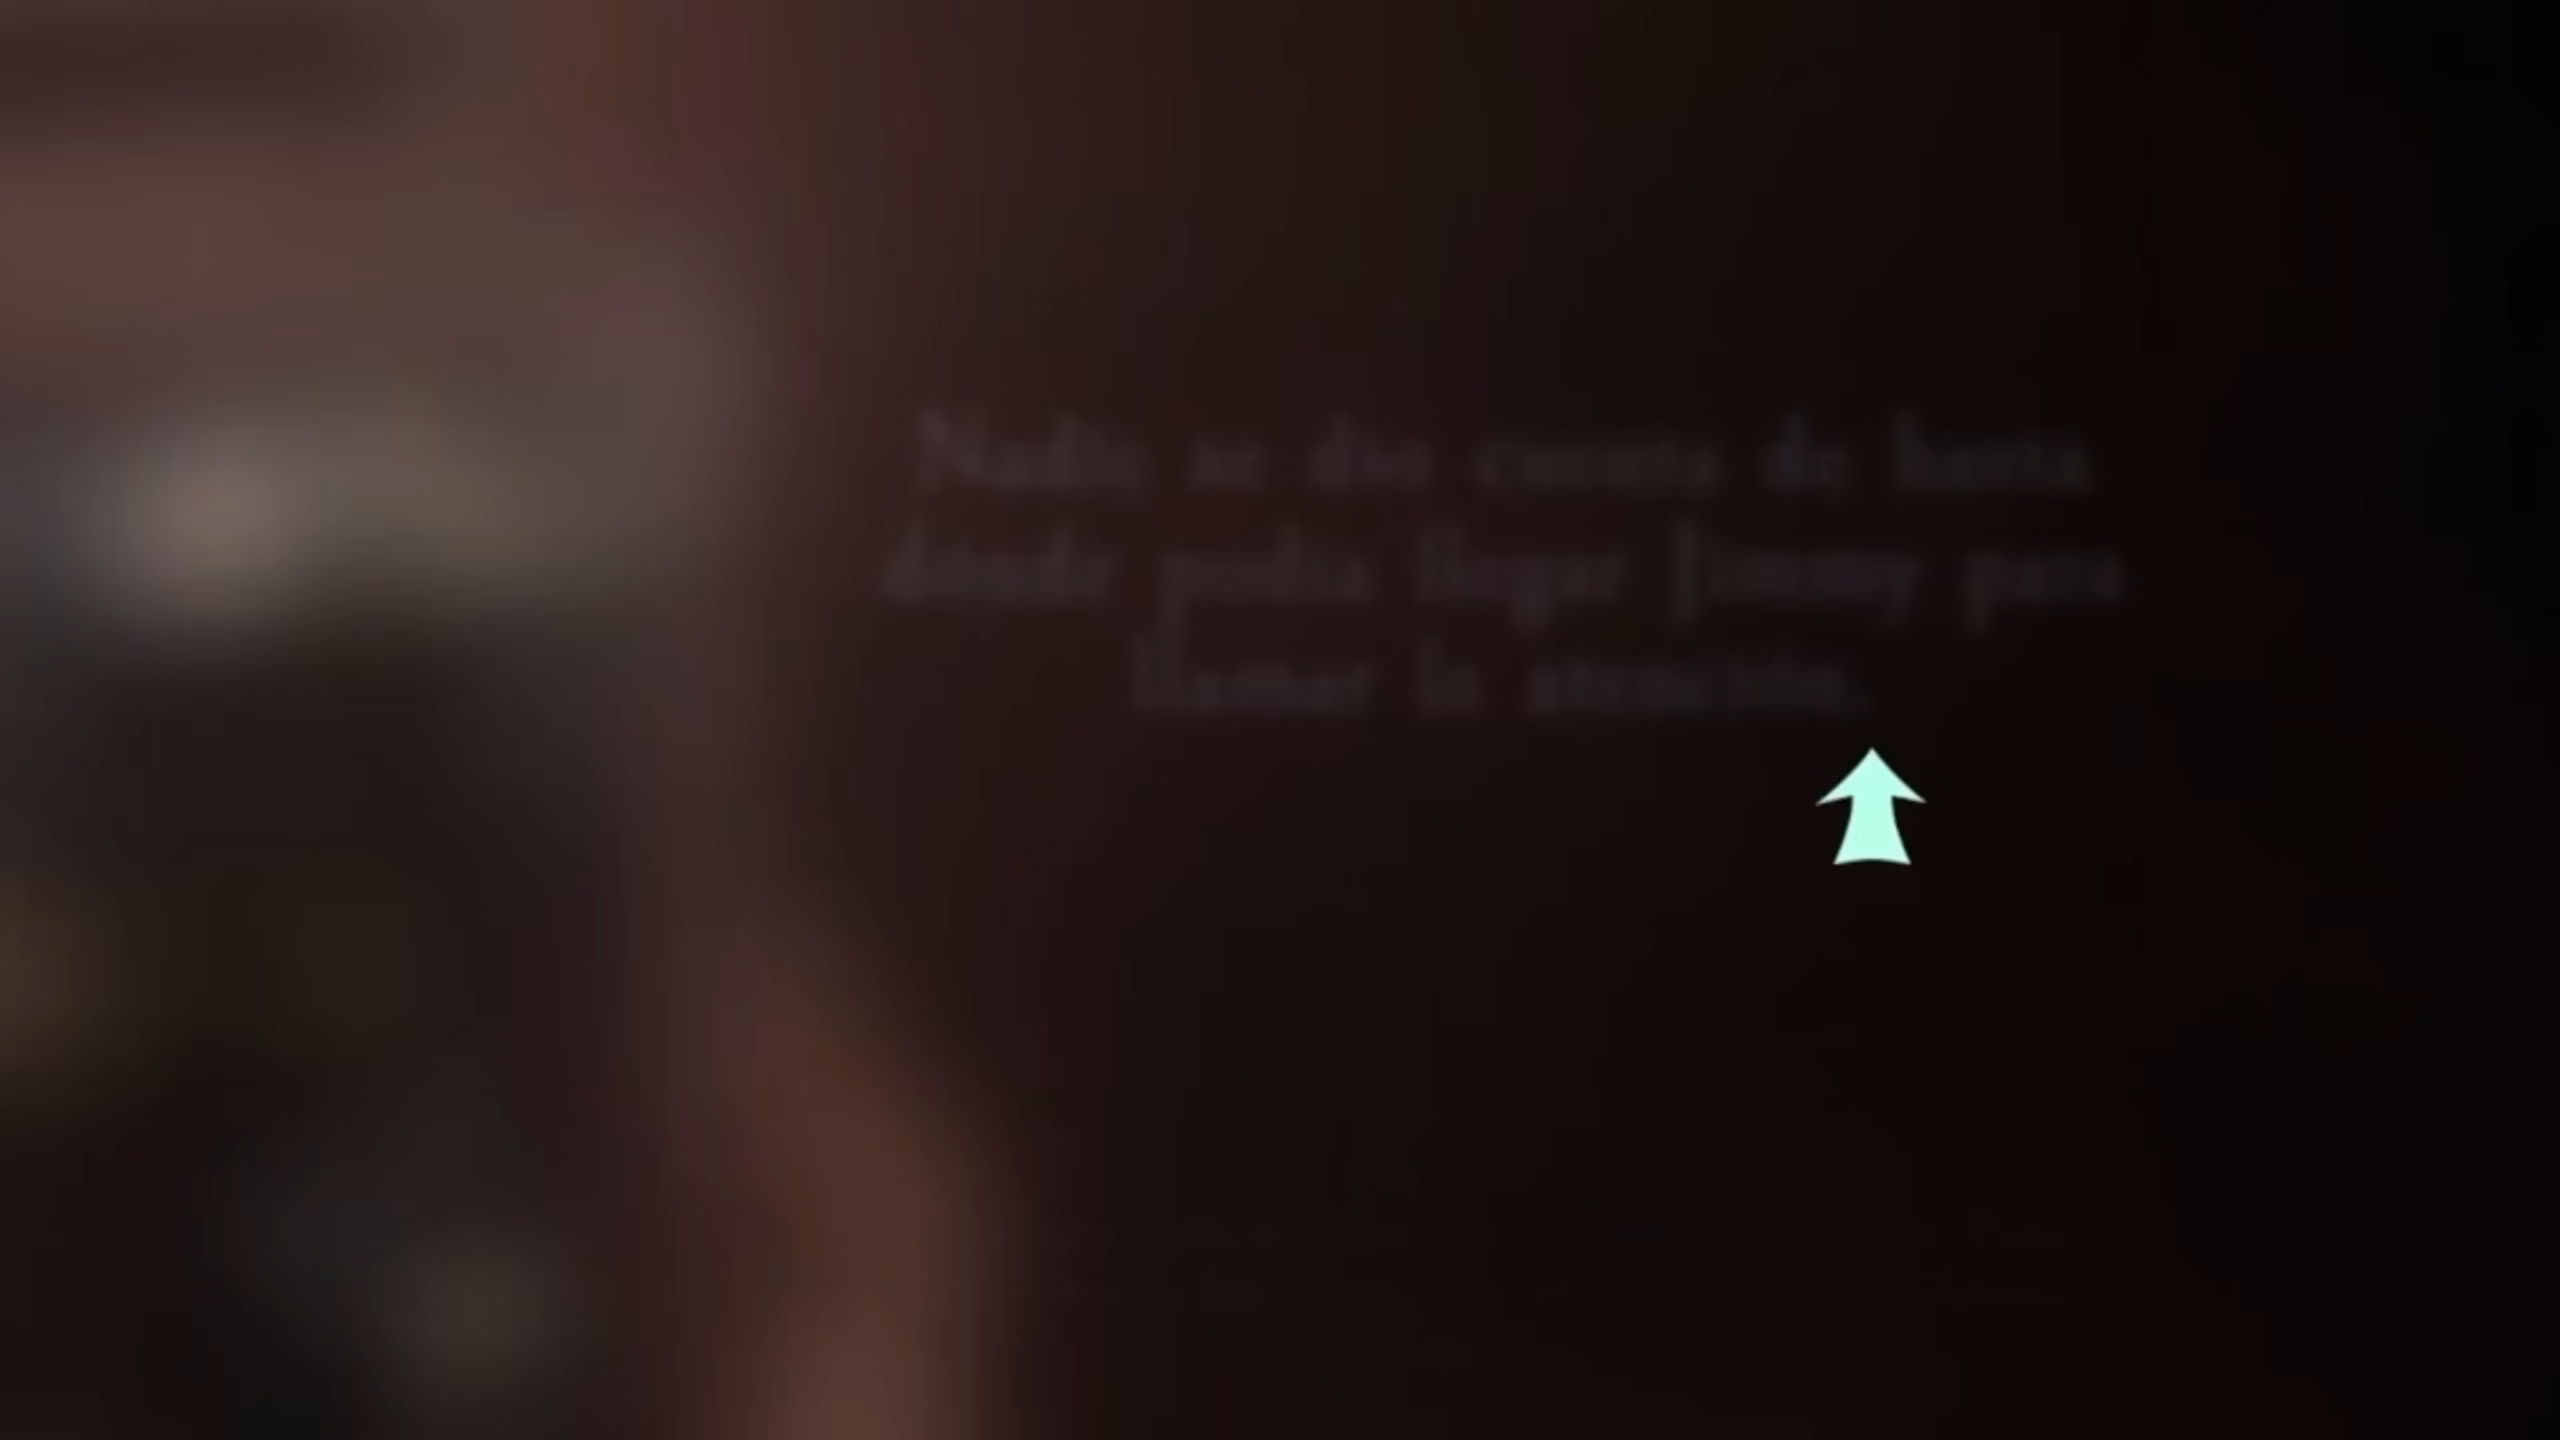 Nadie se dio cuenta de hasta
dónde podía llegar Jimmy para
llamar la atención.